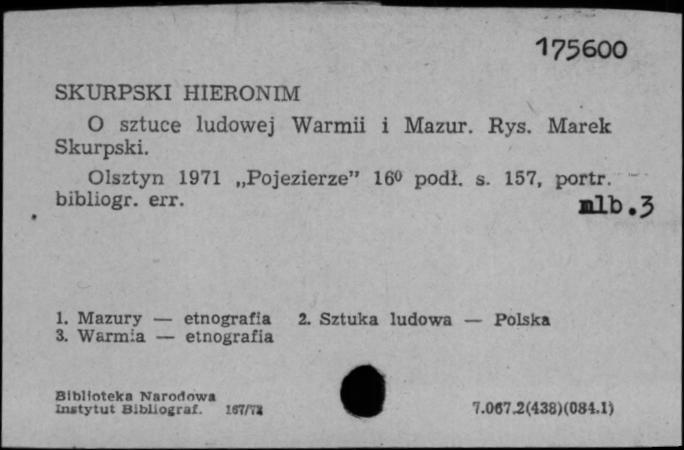 175600
SKURPSKI HIERONIM
O sztuce ludowej Warmii i Mazur. Rys. Marek
Skurpski.
Olsztyn 1971 „Pojezierze” 16⁰ podł. s. 157, portr.
bibliogr. err.
nlb.3
1. Mazury — etnografia 2. Sztuka ludowa — Polska
3. Warmia — etnografia
Biblioteka Narodowa
Instytut Bibliograf. 167/72
7.067.2(438)(084.1)